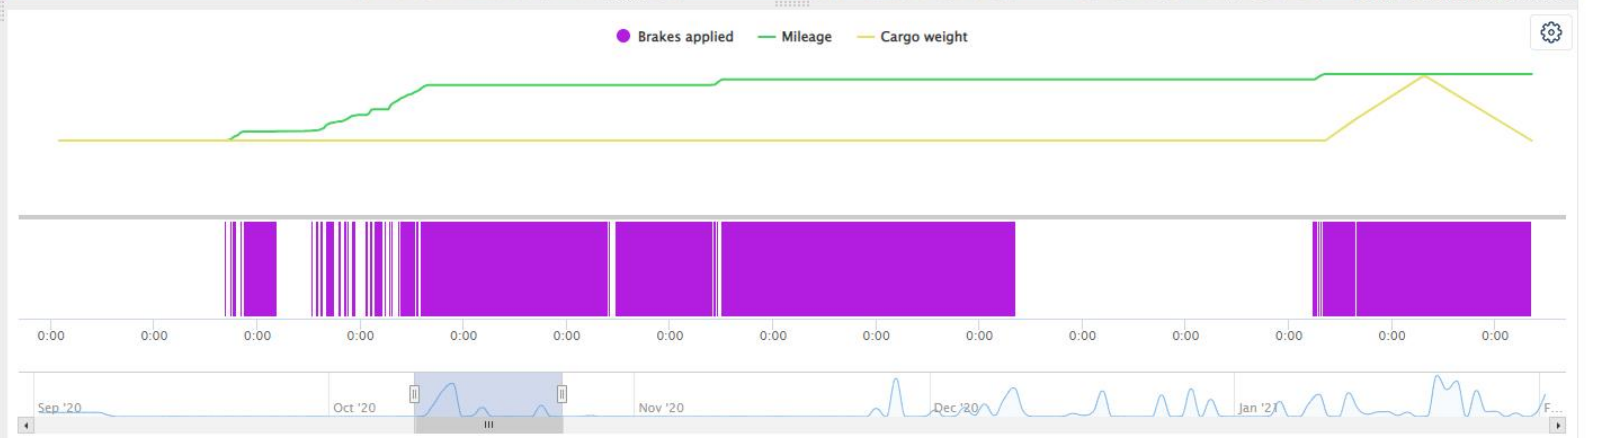 Brakes applied Mileage Cargo weight
0:00 0:00 0:00 0:00 0:00 0:00 0:00 0:00 0:00 0:00 0:00 0:00 0:00 0:00 0:00
Sep '20 Oct '20 Nov '20 Dec '20 Jan '21 F...